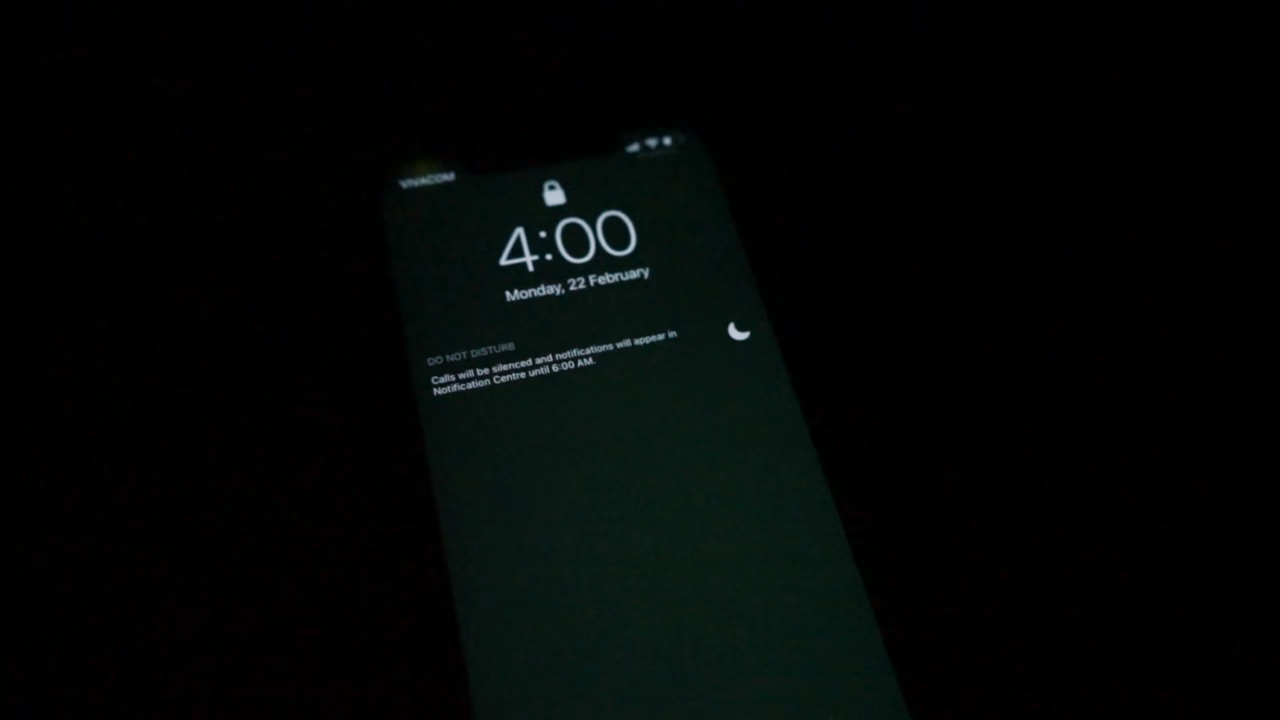 VIVACOM
4:00
Monday, 22 February
DO NOT DISTURB
Calls will be silenced and notifications will appear in
Notification Centre until 6:00 AM.